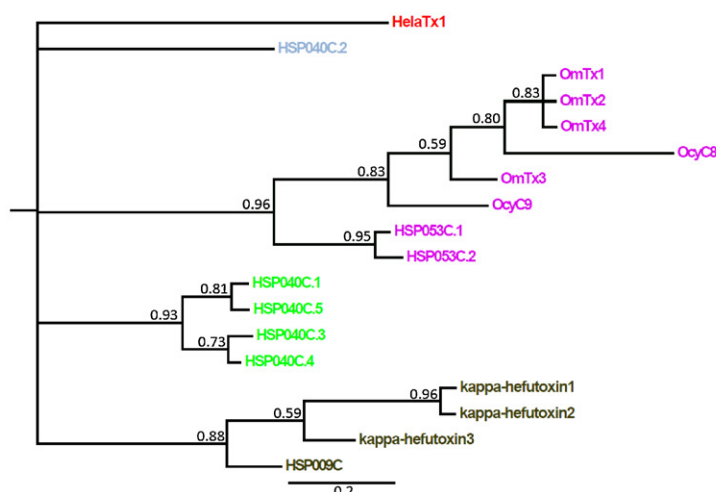 HelaTx1
HSP040C.2
OmTx1
0.83
OmTx2
0.80
OmTx4
0.59
OcyC8
0.83
OmTx3
0.96
OcyC9
HSP053C.1
0.95
HSP053C.2
HSP040C.1
0.81
HSP040C.5
0.93
HSP040C.3
0.73
HSP040C.4
kappa-hefutoxin1
0.96
kappa-hefutoxin2
0.59
kappa-hefutoxin3
0.88
HSP009C
0.2